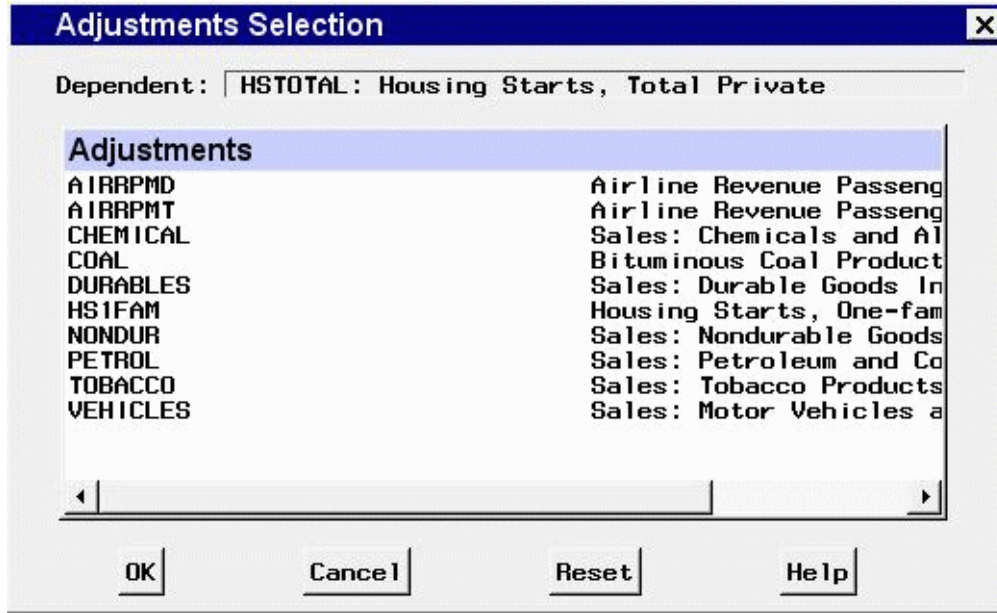 Adjustments Selection
Dependent: HSTOTAL: Housing Starts, Total Private
Adjustments
AIRRPMD Airline Revenue Passeng
AIRRPMT Airline Revenue Passeng
CHEMICAL Sales: Chemicals and Al
COAL Bituminous Coal Product
DURABLES Sales: Durable Goods In
HS1FAM Housing Starts, One-fam
NONDUR Sales: Nondurable Goods
PETROL Sales: Petroleum and Co
TOBACCO Sales: Tobacco Products
VEHICLES Sales: Motor Vehicles a
OK Cancel Reset Help